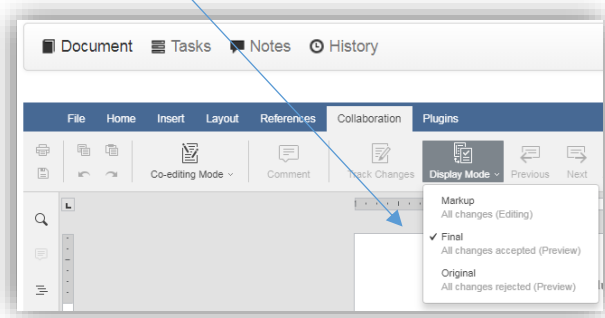 Document Tasks Notes History
File Home Insert Layout References Collaboration Plugins
Co-editing Mode Comment Track Changes Display Mode Previous Next
Markup
All changes (Editing)
Final
All changes accepted (Preview)
Original
All changes rejected (Preview)